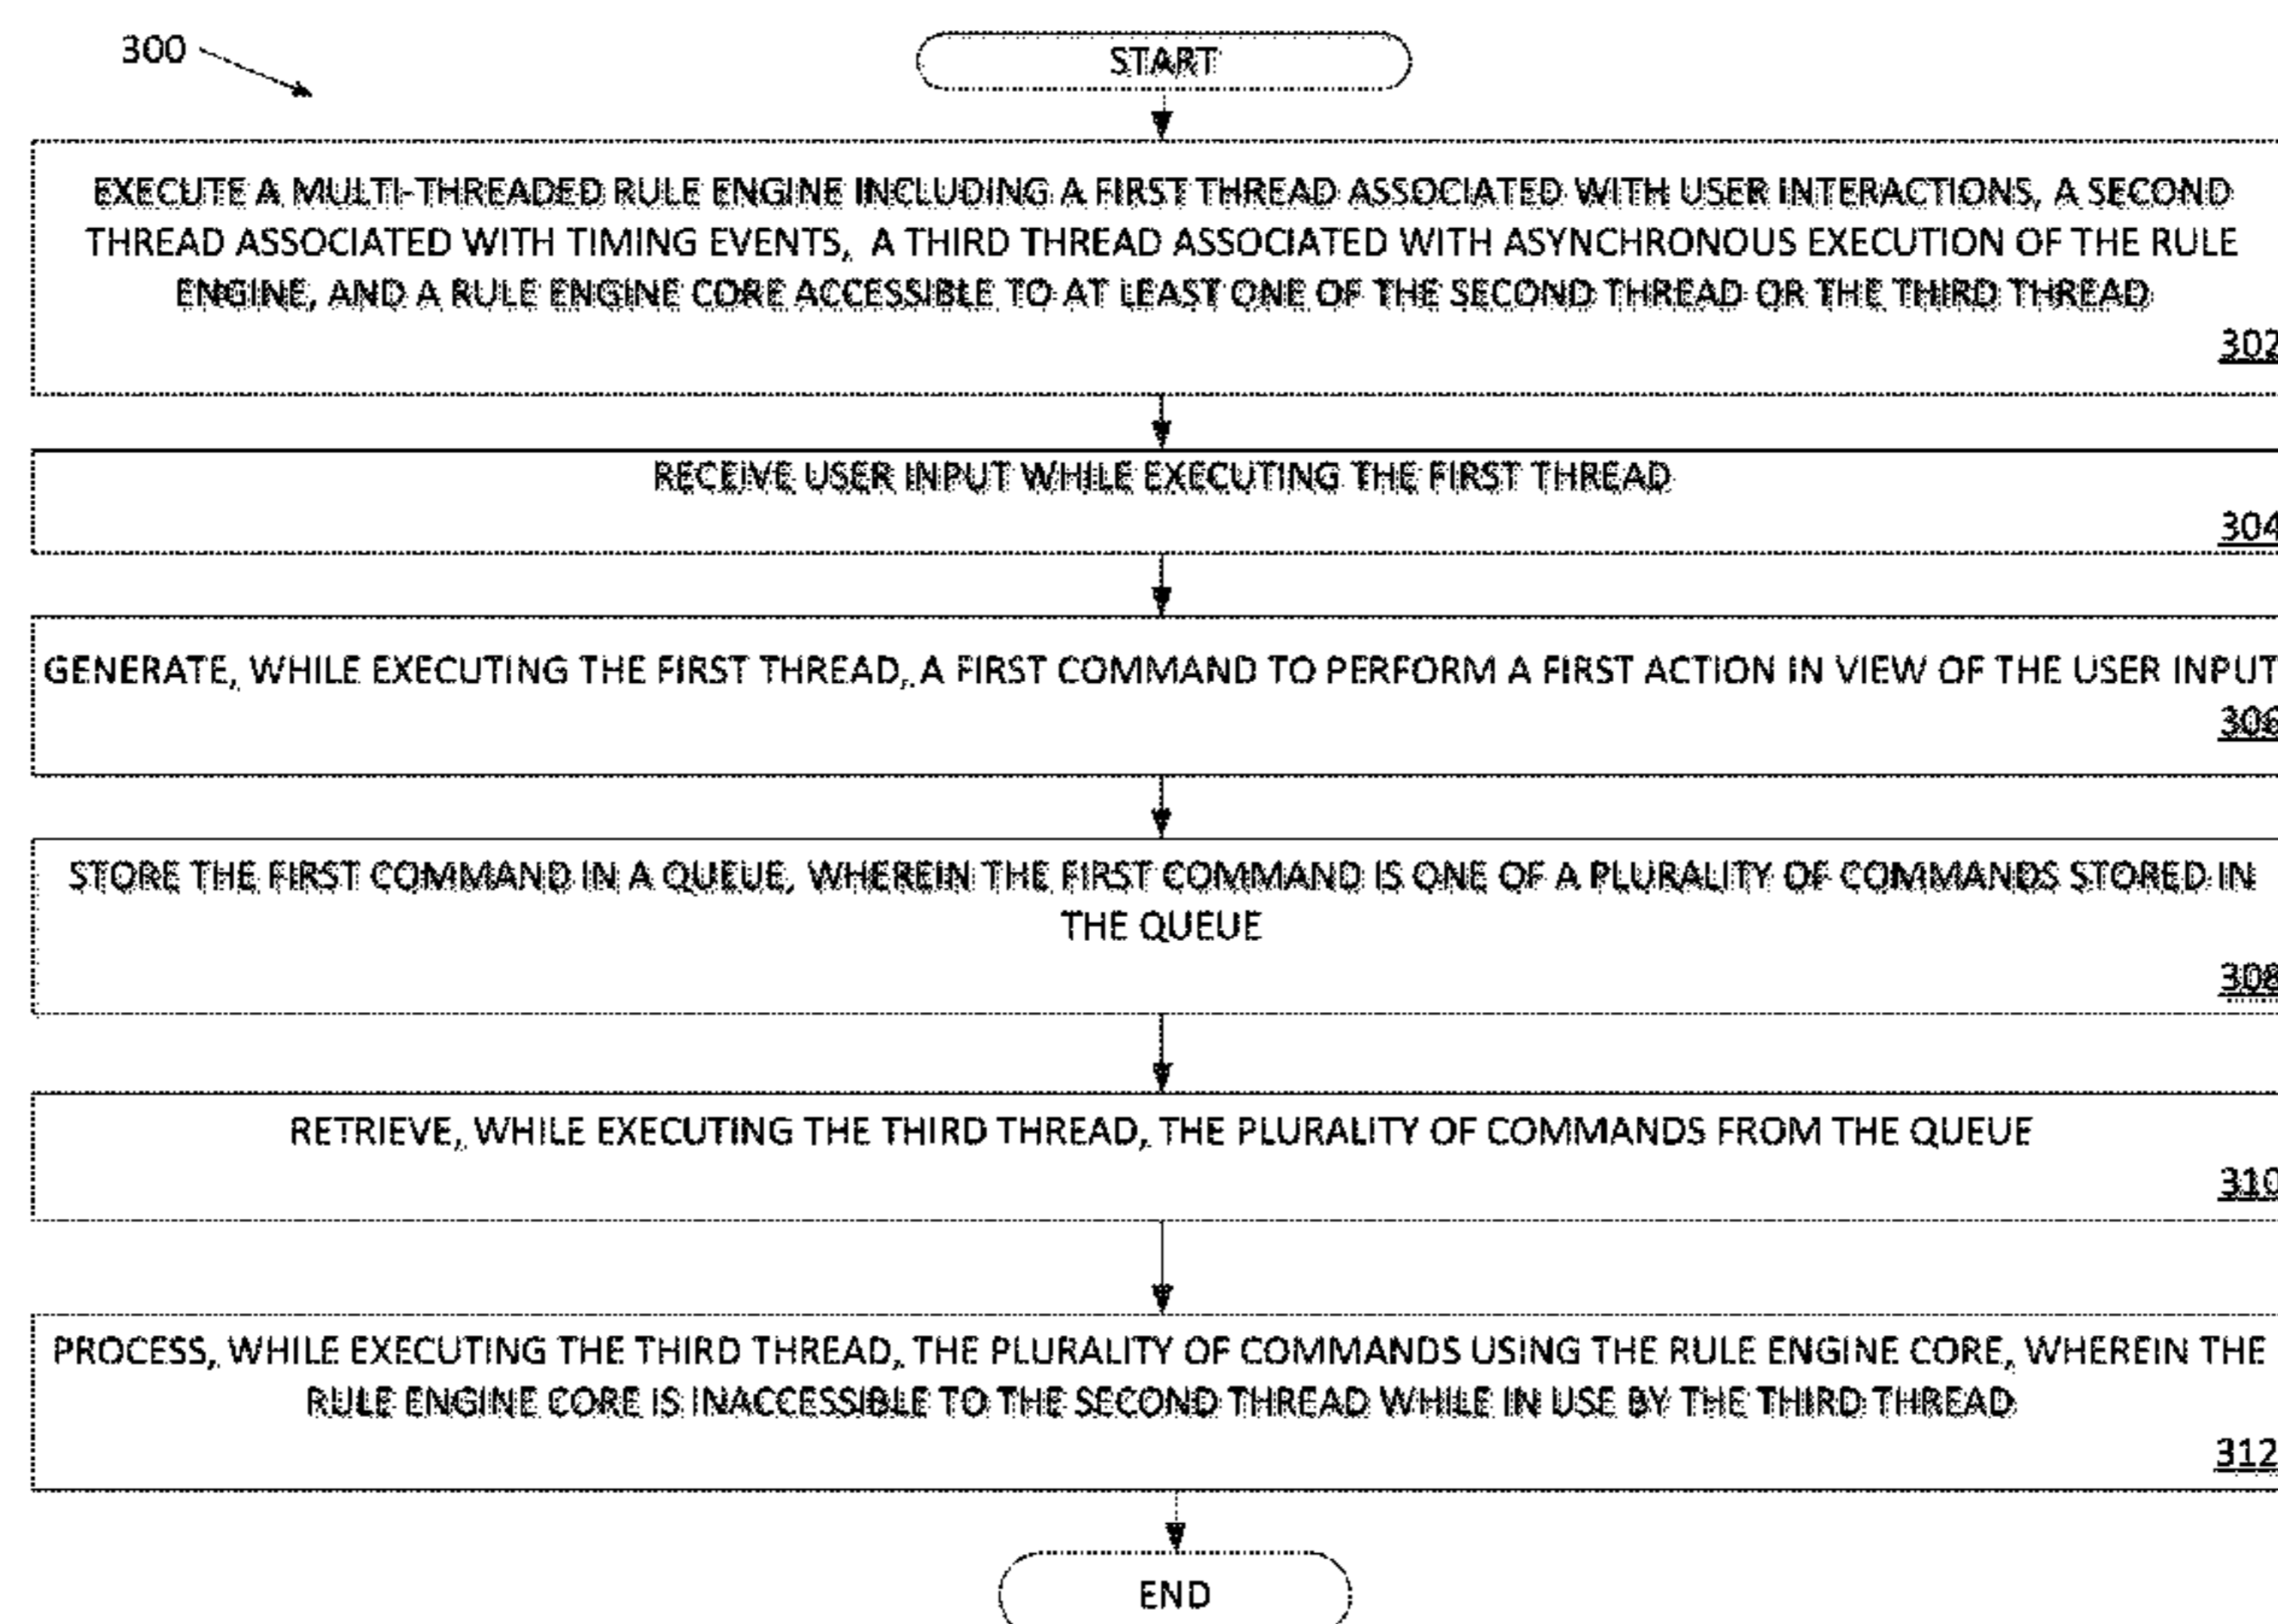 300
START
EXECUTE A MULTI-THREADED RULE ENGINE INCLUDING A FIRST THREAD ASSOCIATED WITH USER INTERACTIONS, A SECOND
THREAD ASSOCIATED WITH TIMING EVENTS, A THIRD THREAD ASSOCIATED WITH ASYNCHRONOUS EXECUTION OF THE RULE
ENGINE, AND A RULE ENGINE CORE ACCESSIBLE TO AT LEAST ONE OF THE SECOND THREAD OR THE THIRD THREAD
302
RECEIVE USER INPUT WHILE EXECUTING THE FIRST THREAD
304
GENERATE, WHILE EXECUTING THE FIRST THREAD, A FIRST COMMAND TO PERFORM A FIRST ACTION IN VIEW OF THE USER INPUT
306
STORE THE FIRST COMMAND IN A QUEUE, WHEREIN THE FIRST COMMAND IS ONE OF A PLURALITY OF COMMANDS STORED IN
THE QUEUE
308
RETRIEVE, WHILE EXECUTING THE THIRD THREAD, THE PLURALITY OF COMMANDS FROM THE QUEUE
310
PROCESS, WHILE EXECUTING THE THIRD THREAD, THE PLURALITY OF COMMANDS USING THE RULE ENGINE CORE, WHEREIN THE
RULE ENGINE CORE IS INACCESSIBLE TO THE SECOND THREAD WHILE IN USE BY THE THIRD THREAD
312
END